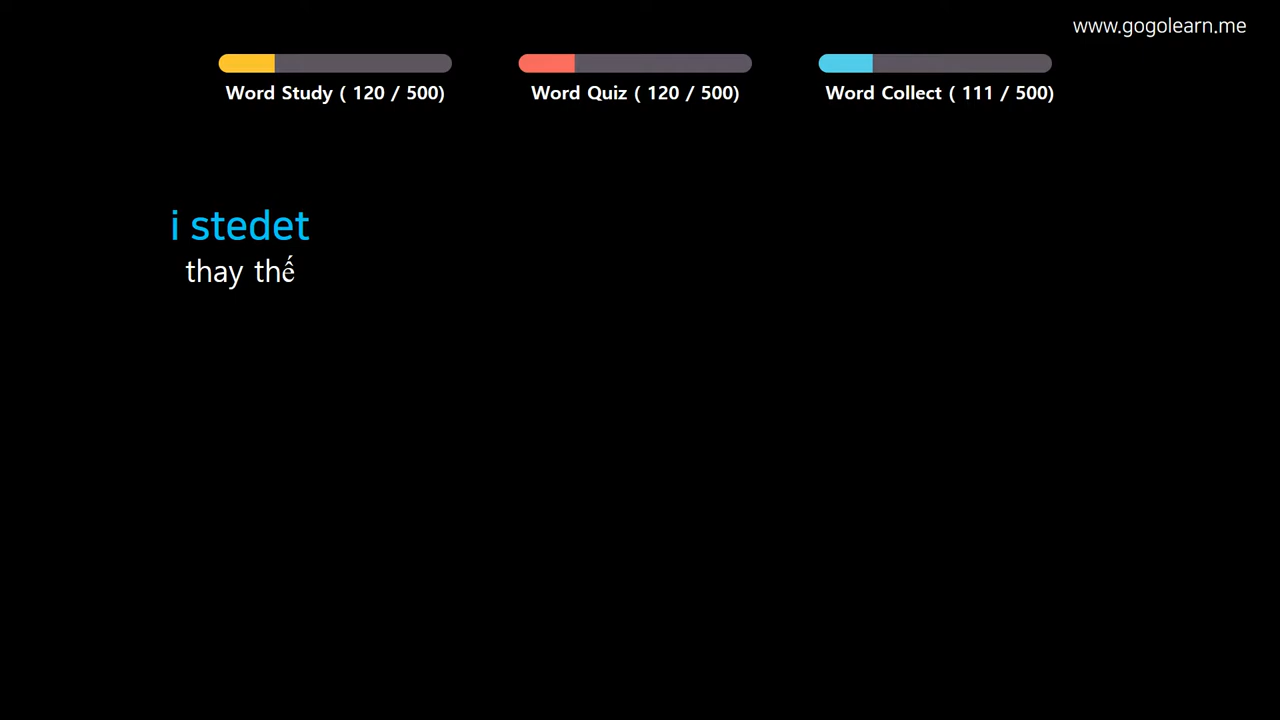 www.gogolearn.me
Word Study ( 120 / 500)
Word Quiz ( 120 / 500)
Word Collect ( 111 / 500)
i stedet
thay thế